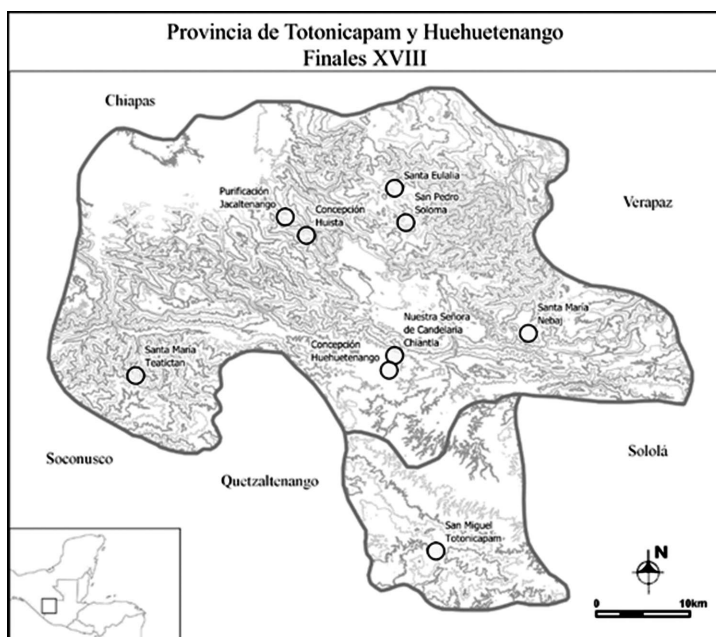 Provincia de Totonicapam y Huehuetenango
Finales XVIII
Chiapas
Santa Eulalia
Purificación
Jacaltenango
San Pedro
Soloma
Concepción
Huista
Verapaz
Nuestra Señora
de Candelaria
Chiantla
Santa María
Nebaj
Concepción
Huehuetenango
Santa María
Teatictan
Soconusco
Quetzaltenango
Sololá
San Miguel
Totonicapam
N
0
10km